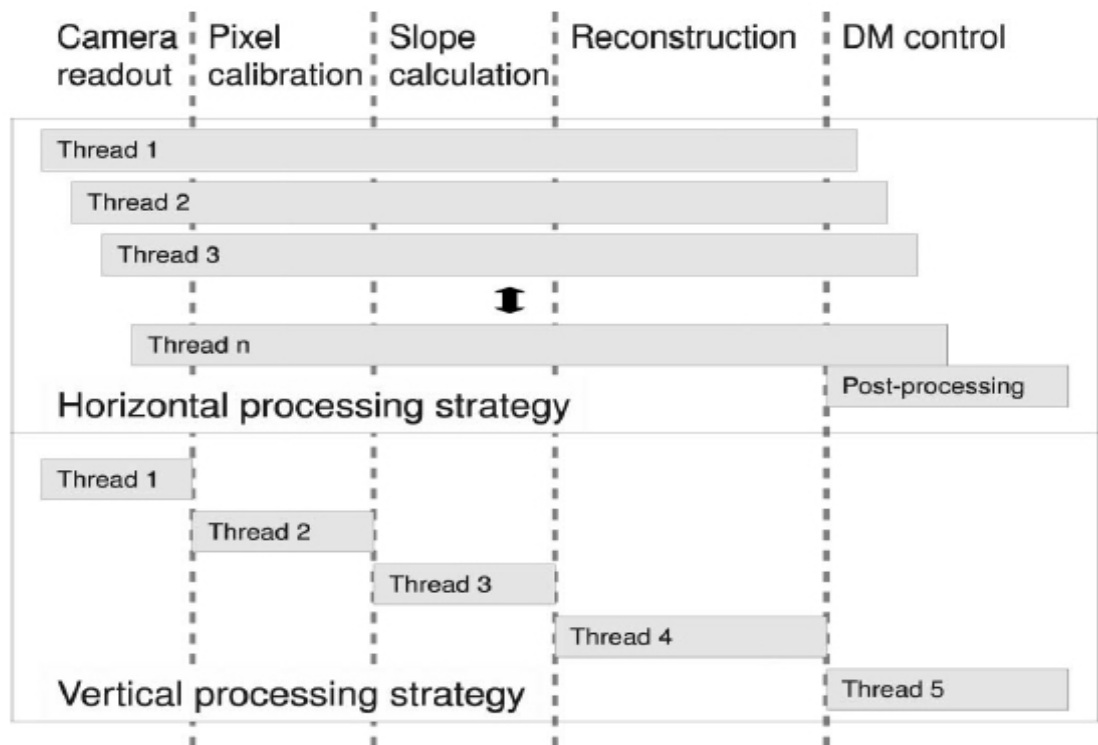 Camera readout
Pixel calibration
Slope calculation
Reconstruction
DM control
Thread 1
Thread 2
Thread 3
Thread n
Post-processing
Horizontal processing strategy
Thread 1
Thread 2
Thread 3
Thread 4
Thread 5
Vertical processing strategy